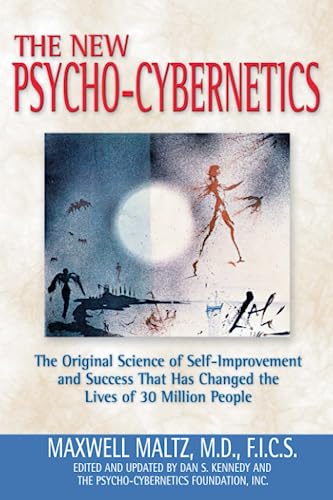 THE NEW
PSYCHO-CYBERNETICS
Dalí
The Original Science of Self-Improvement
and Success That Has Changed the
Lives of 30 Million People
MAXWELL MALTZ, M.D., F.I.C.S.
EDITED AND UPDATED BY DAN S. KENNEDY AND
THE PSYCHO-CYBERNETICS FOUNDATION, INC.